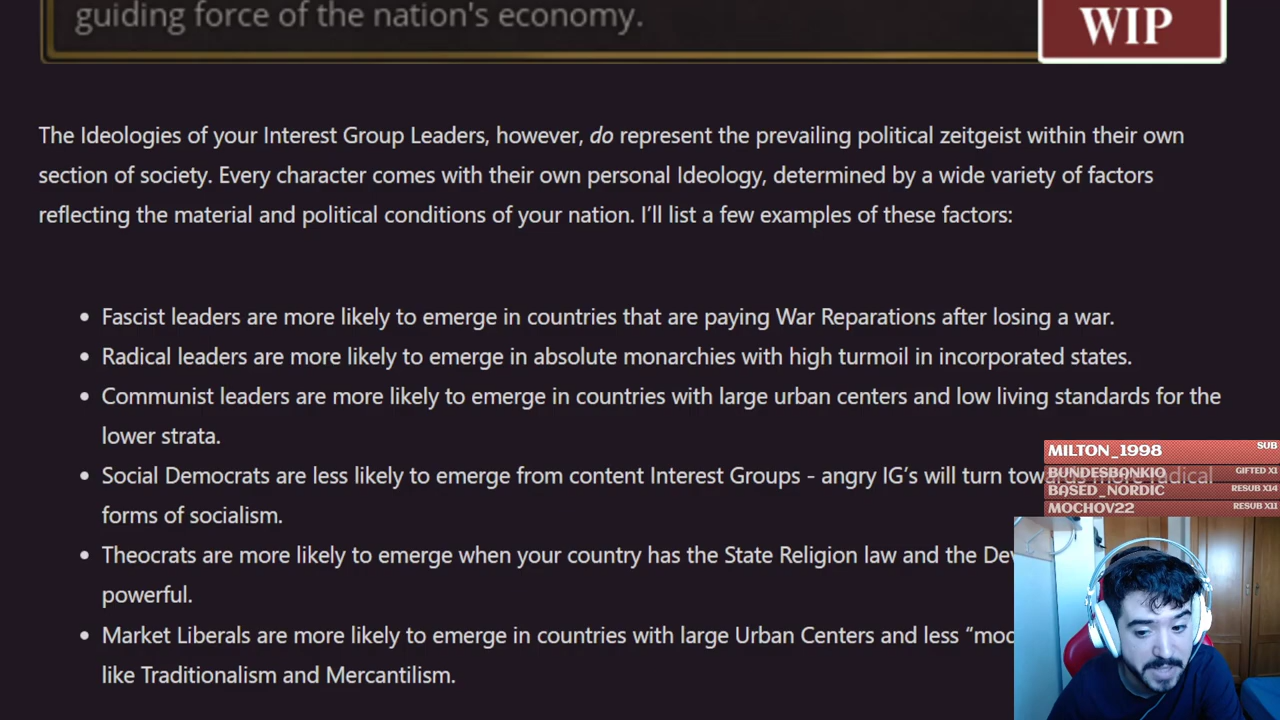 guiding force of the nation's economy.
WIP
The Ideologies of your Interest Group Leaders, however, do represent the prevailing political zeitgeist within their own
section of society. Every character comes with their own personal Ideology, determined by a wide variety of factors
reflecting the material and political conditions of your nation. I'll list a few examples of these factors:
• Fascist leaders are more likely to emerge in countries that are paying War Reparations after losing a war.
• Radical leaders are more likely to emerge in absolute monarchies with high turmoil in incorporated states.
• Communist leaders are more likely to emerge in countries with large urban centers and low living standards for the
lower strata.
• Social Democrats are less likely to emerge from content Interest Groups - angry IG's will turn towards more radical
forms of socialism.
• Theocrats are more likely to emerge when your country has the State Religion law and the
powerful.
• Market Liberals are more likely to emerge in countries with large Urban Centers and less
like Traditionalism and Mercantilism.
MILTON_1998 SUB
BUNDESBANKIO GIFTED X1
BASED_NORDIC RESUB X14
MOCHOV22 RESUB X11